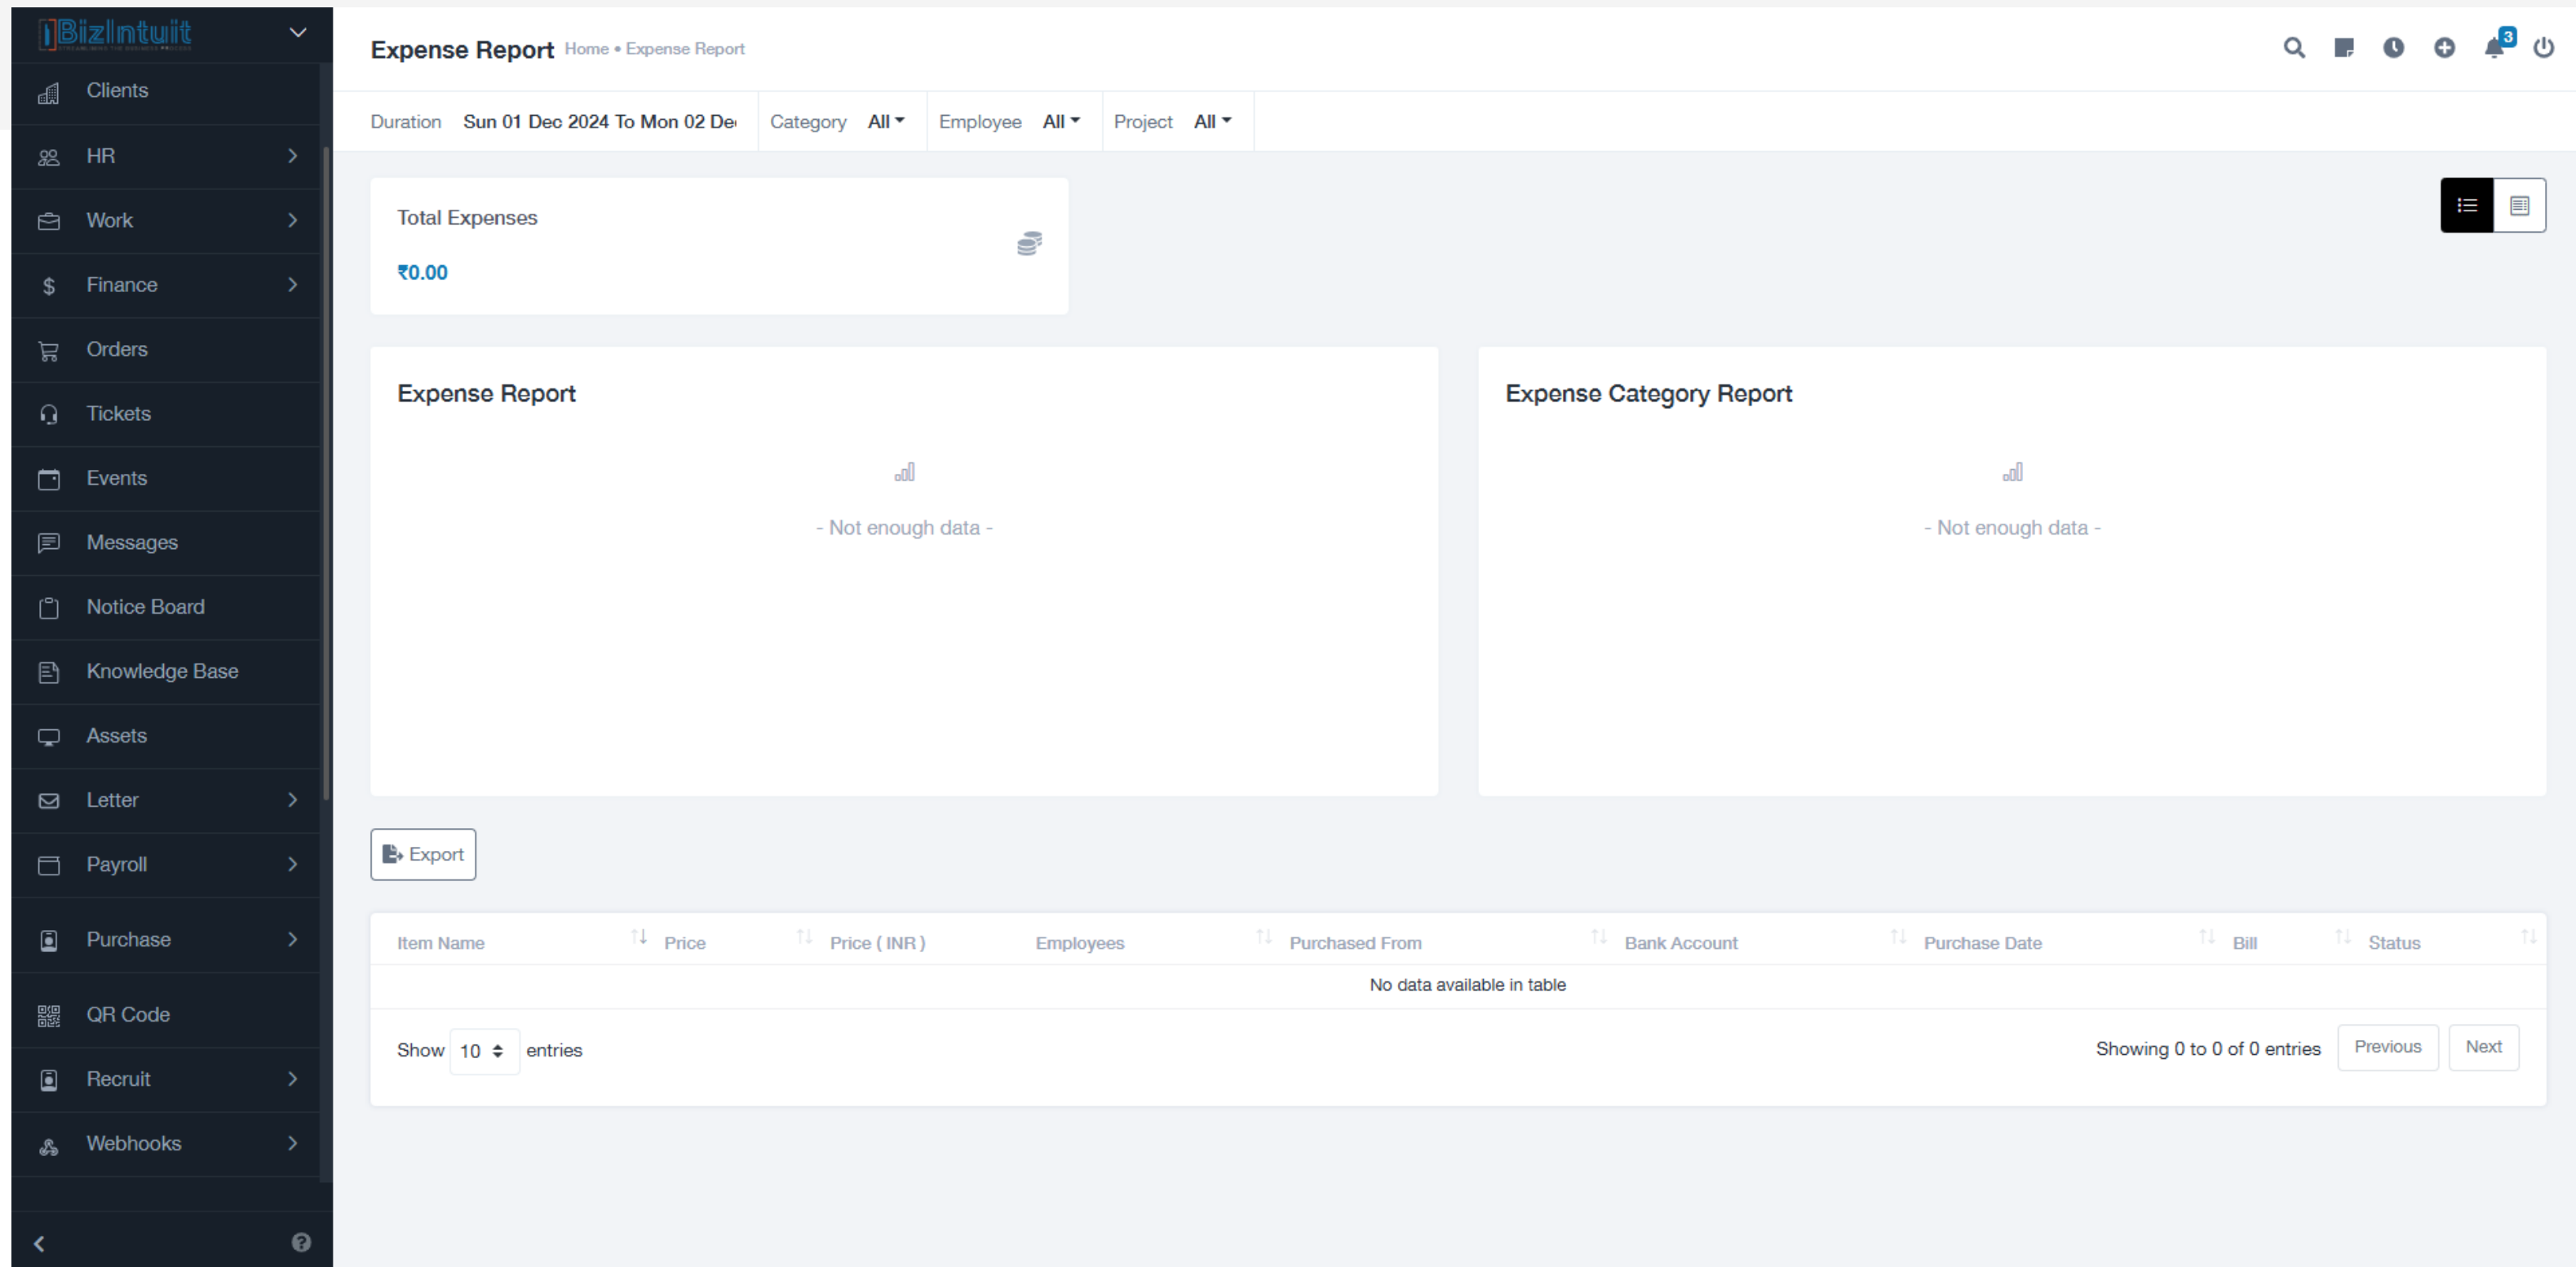 BizIntuit
Clients
HR
Work
Finance
Orders
Tickets
Events
Messages
Notice Board
Knowledge Base
Assets
Letter
Payroll
Purchase
QR Code
Recruit
Webhooks
Expense Report Home • Expense Report
3
Duration Sun 01 Dec 2024 To Mon 02 De
Category All
Employee All
Project All
Total Expenses
₹0.00
Expense Report
- Not enough data -
Expense Category Report
- Not enough data -
Export
Item Name Price Price ( INR ) Employees Purchased From Bank Account Purchase Date Bill Status
No data available in table
Show 10 entries
Showing 0 to 0 of 0 entries Previous Next